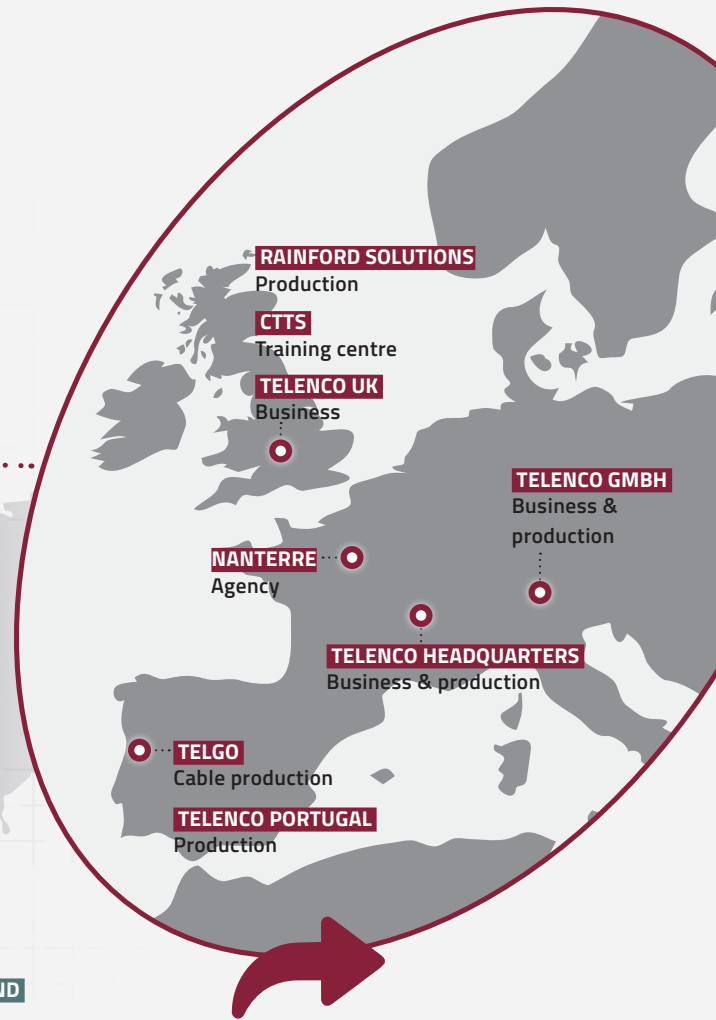 RAINFORD SOLUTIONS
Production
CTTS
Training centre
TELENCO UK
Business
TELENCO GMBH
Business &
production
NANTERRE
Agency
TELENCO HEADQUARTERS
Business & production
TELGO
Cable production
TELENCO PORTUGAL
Production